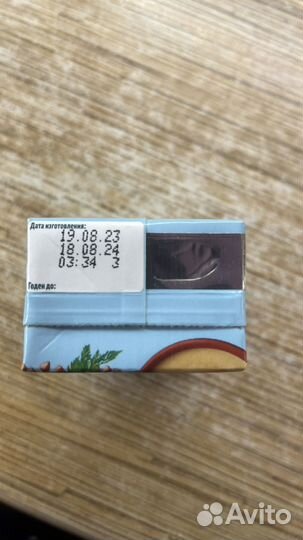 Дата изготовления:
19.08.23
18.08.24
03:34 3
Годен до:
Avito